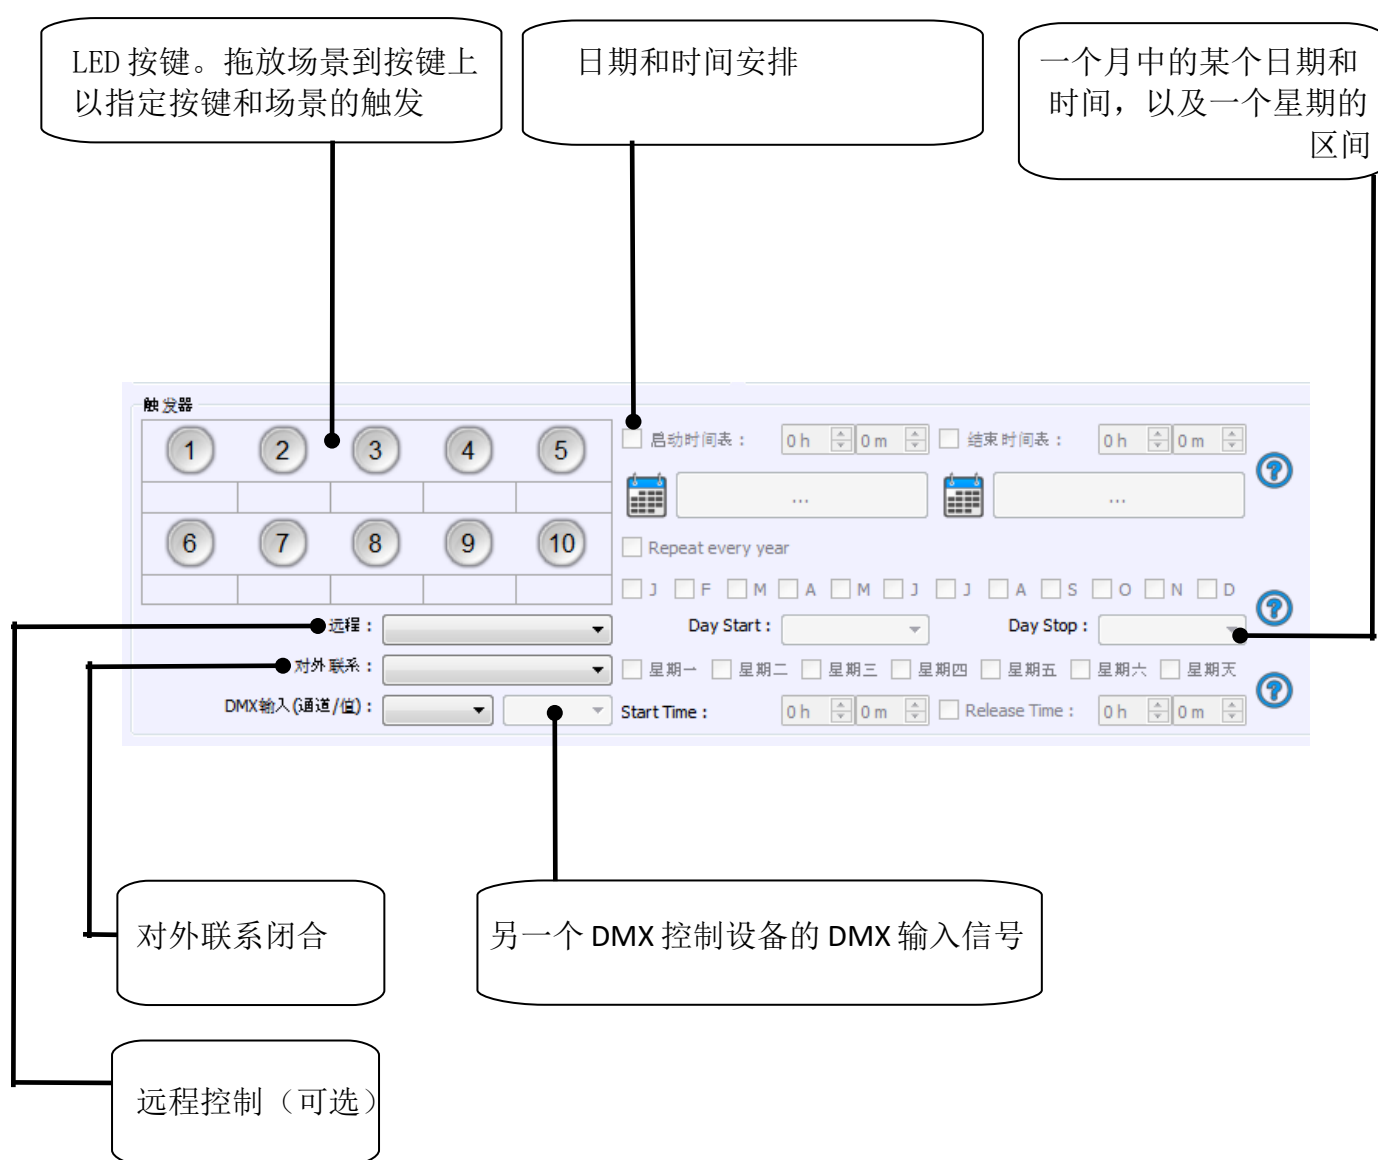 LED 按键。拖放场景到按键上
以指定按键和场景的触发
日期和时间安排
一个月中的某个日期和
时间，以及一个星期的
区间
触发器
1 2 3 4 5
6 7 8 9 10
启动时间表： 0 h 0 m 结束时间表： 0 h 0 m
... ...
Repeat every year
J F M A M J J A S O N D
远程： Day Start : Day Stop :
对外联系： 星期一 星期二 星期三 星期四 星期五 星期六 星期天
DMX输入(通道/值)： Start Time : 0 h 0 m Release Time : 0 h 0 m
? ? ?
对外联系闭合
另一个 DMX 控制设备的 DMX 输入信号
远程控制（可选）